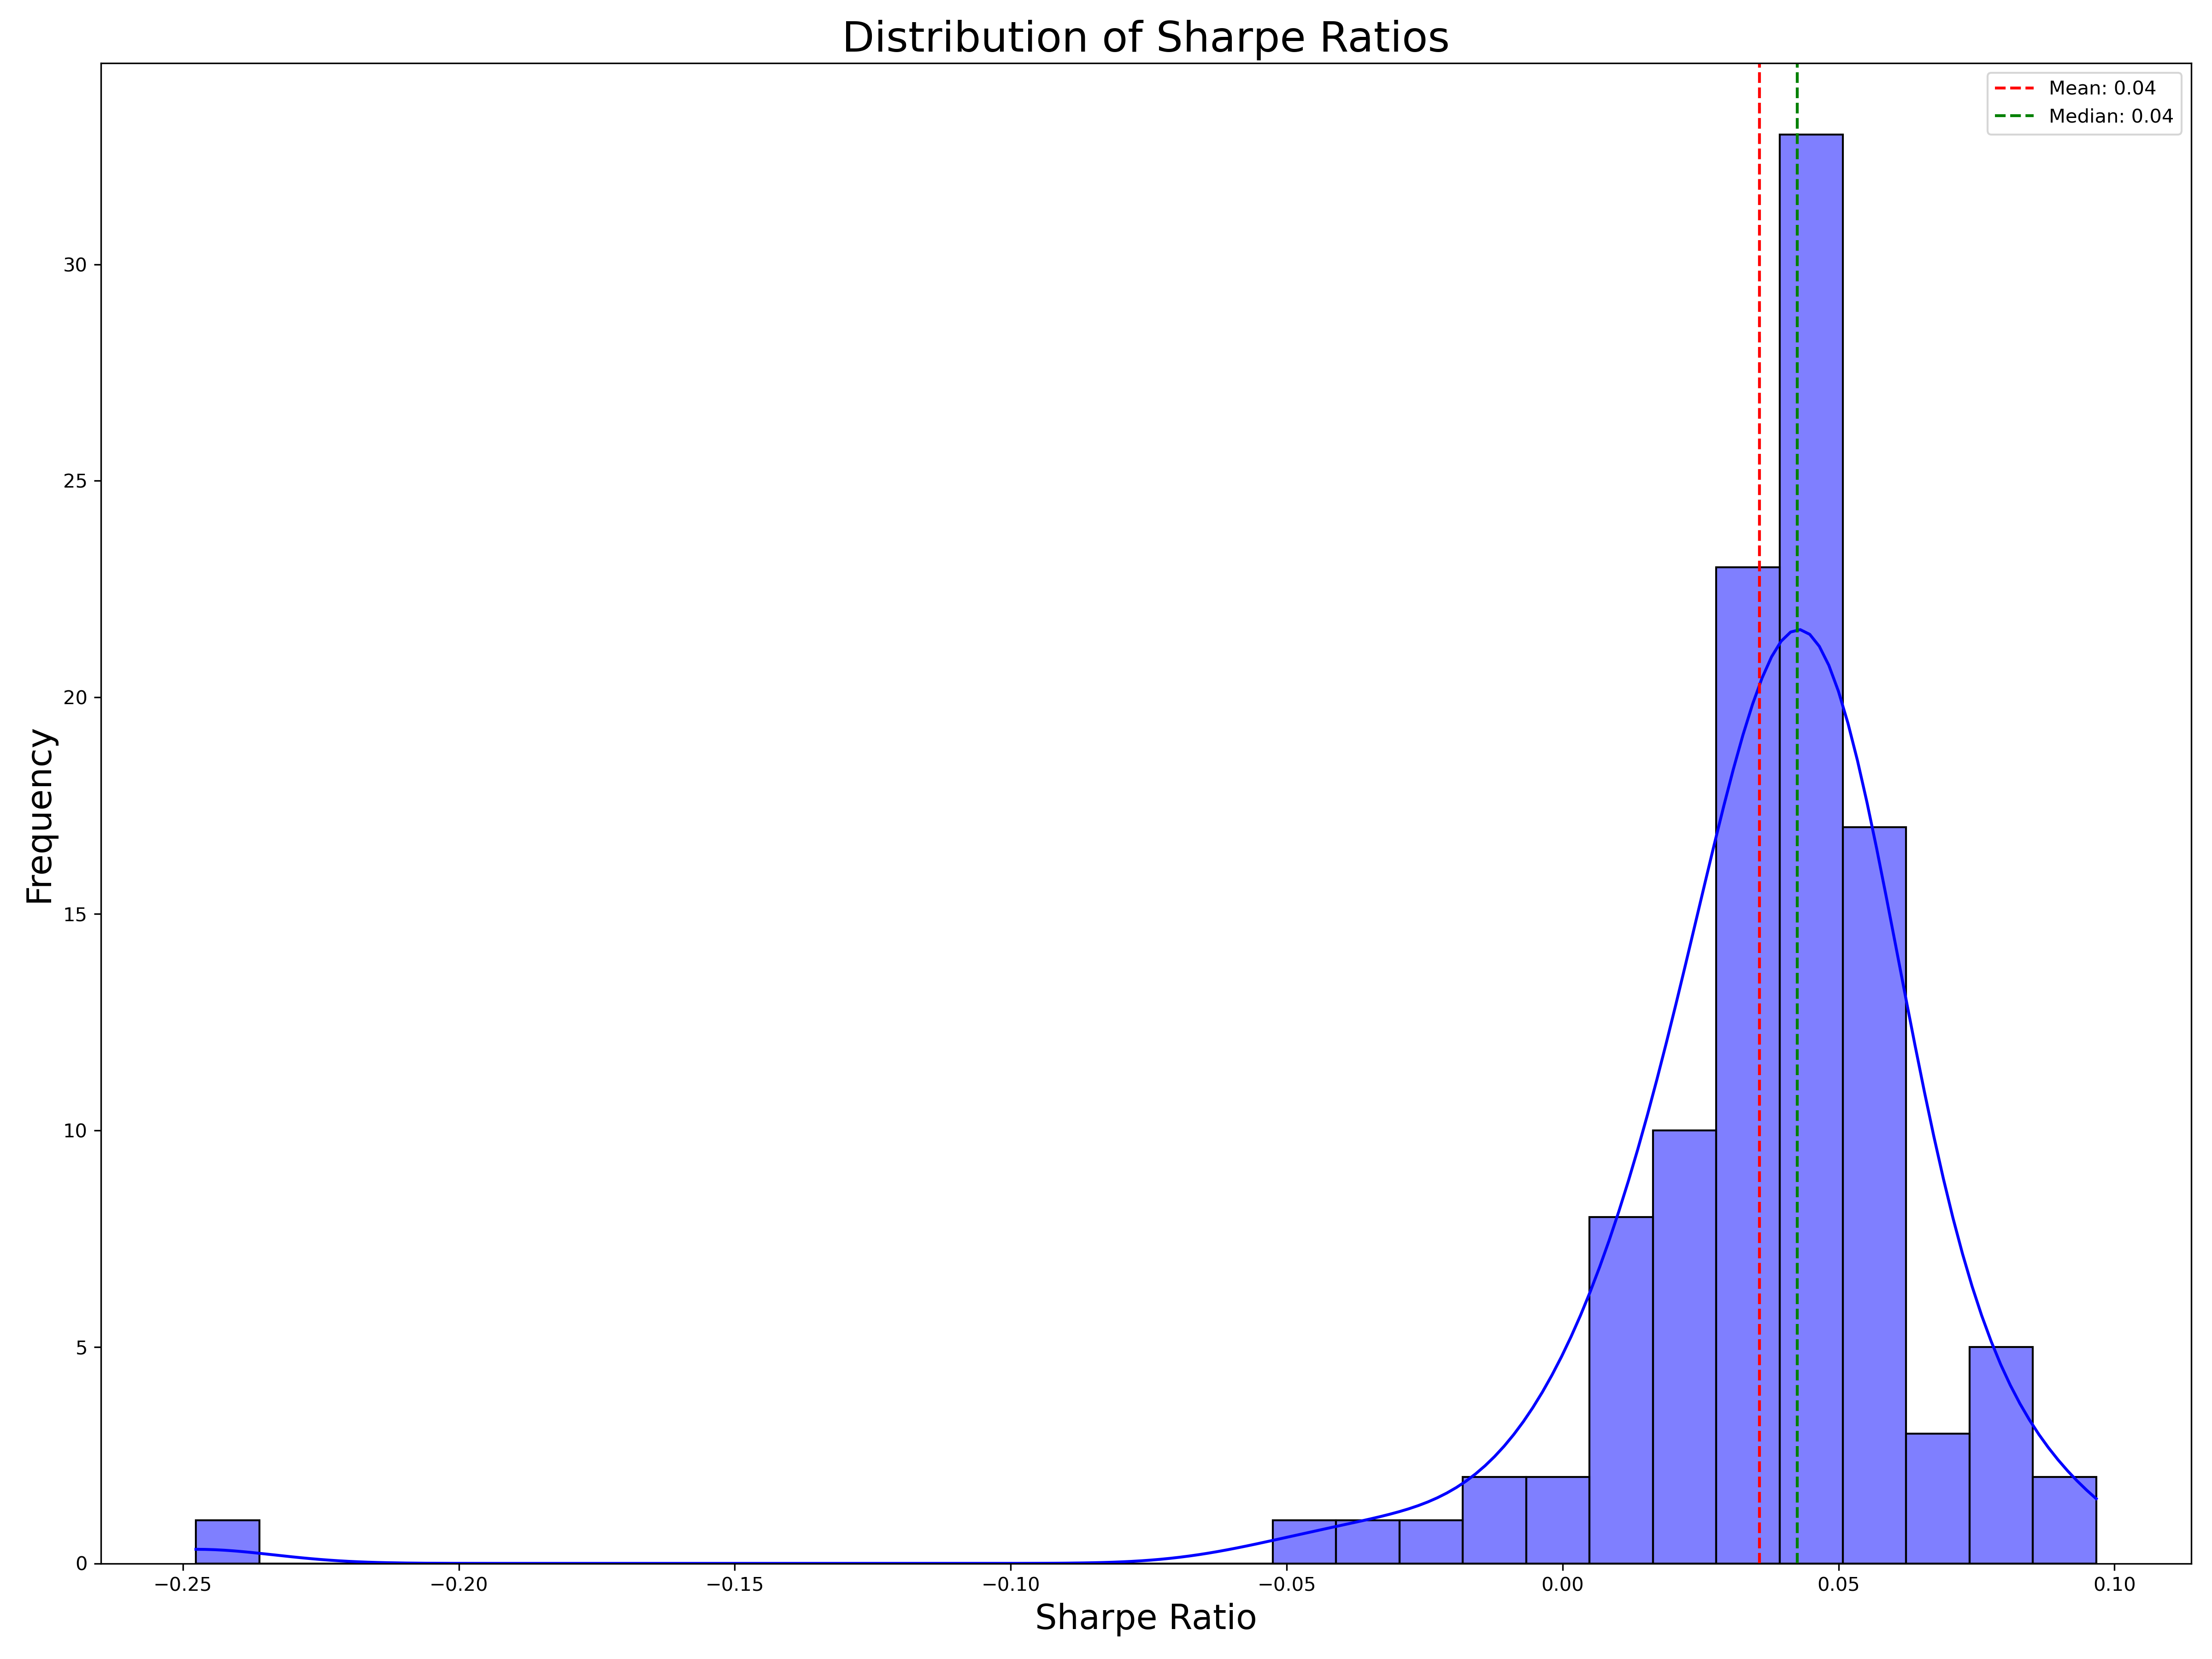 Distribution of Sharpe Ratios
Mean: 0.04
Median: 0.04
Frequency
30
25
20
15
10
5
0
−0.25 −0.20 −0.15 −0.10 −0.05 0.00 0.05 0.10
Sharpe Ratio